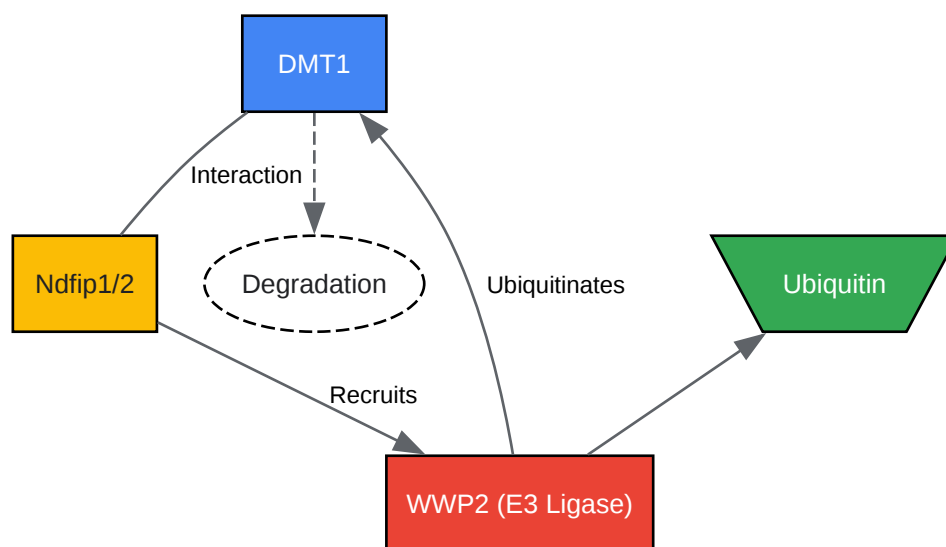 DMT1
Interaction
Ndfip1/2
Degradation
Ubiquitinates
Ubiquitin
Recruits
WWP2 (E3 Ligase)